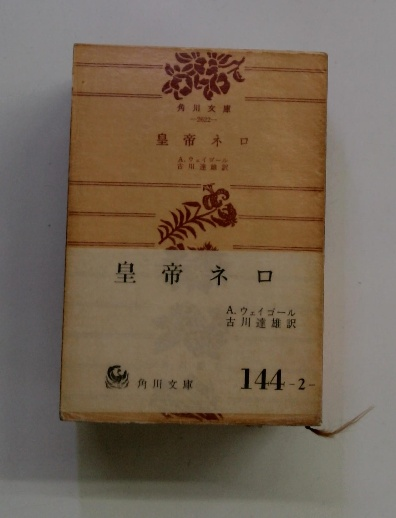 角川文庫
—2622—
皇帝ネロ
A. ウェイゴール
古川達雄訳
皇帝ネロ
A. ウェイゴール
古川達雄訳
角川文庫
144-2-